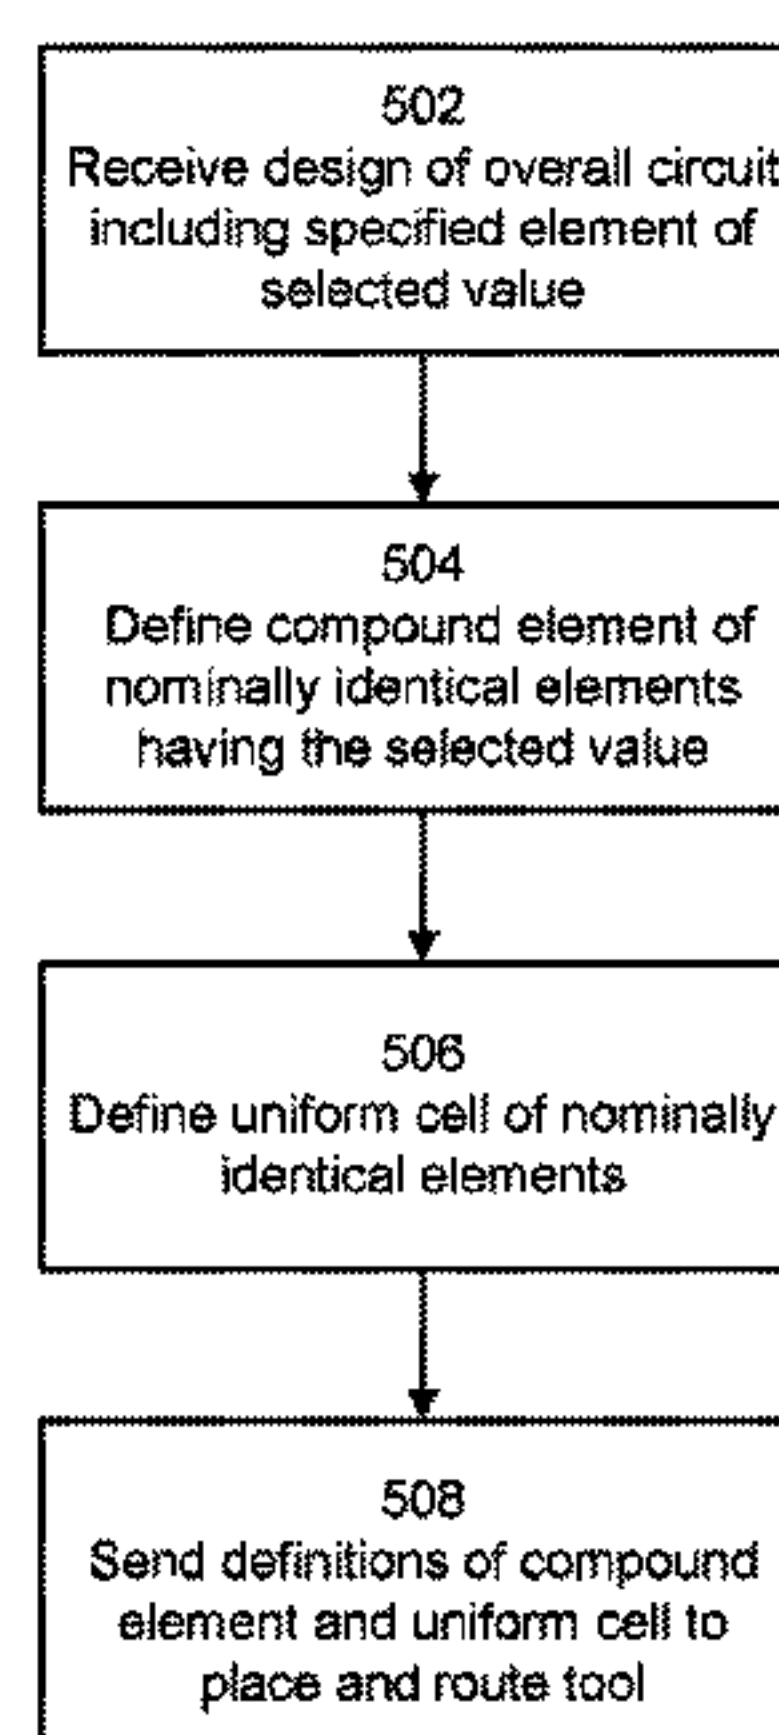 502
Receive design of overall circuit
including specified element of
selected value
504
Define compound element of
nominally identical elements
having the selected value
506
Define uniform cell of nominally
identical elements
508
Send definitions of compound
element and uniform cell to
place and route tool